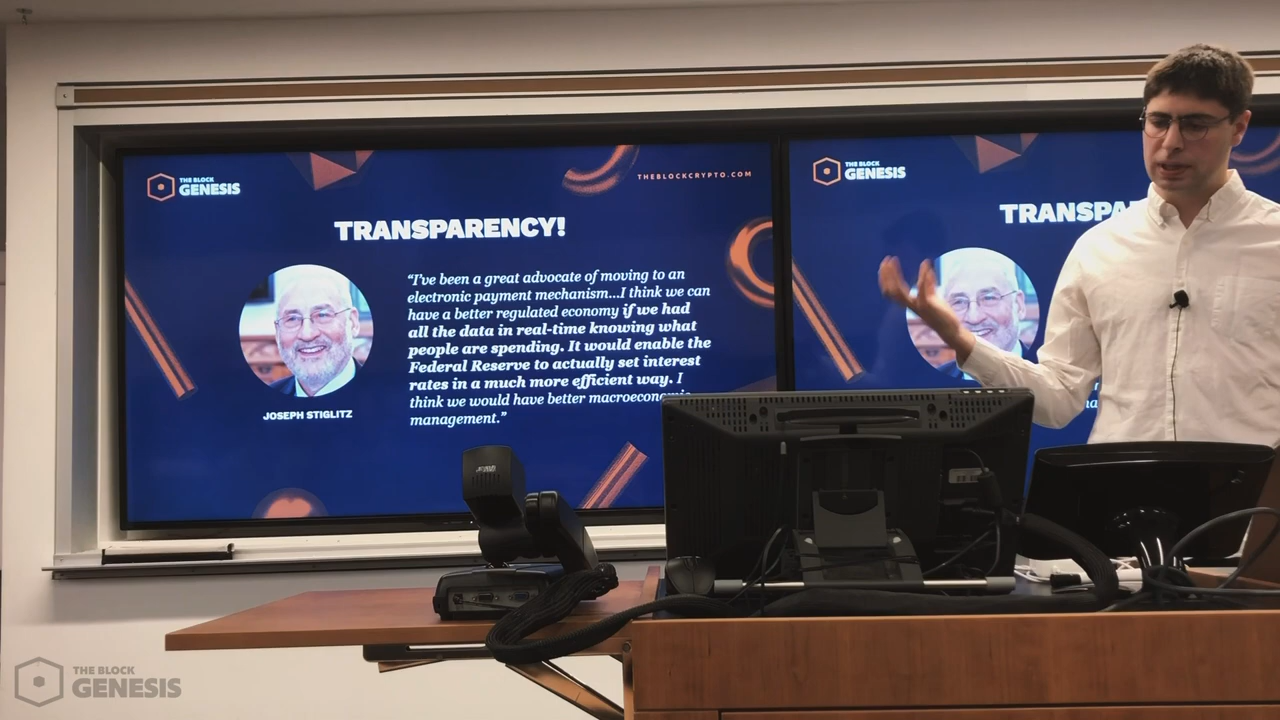 THE BLOCK
GENESIS
THEBLOCKCRYPTO.COM
TRANSPARENCY!
“I've been a great advocate of moving to an
electronic payment mechanism...I think we can
have a better regulated economy if we had
all the data in real-time knowing what
people are spending. It would enable the
Federal Reserve to actually set interest
rates in a much more efficient way. I
think we would have better macroeconomic
management.”
JOSEPH STIGLITZ
THE BLOCK
GENESIS
TRANSPA
THE BLOCK
GENESIS